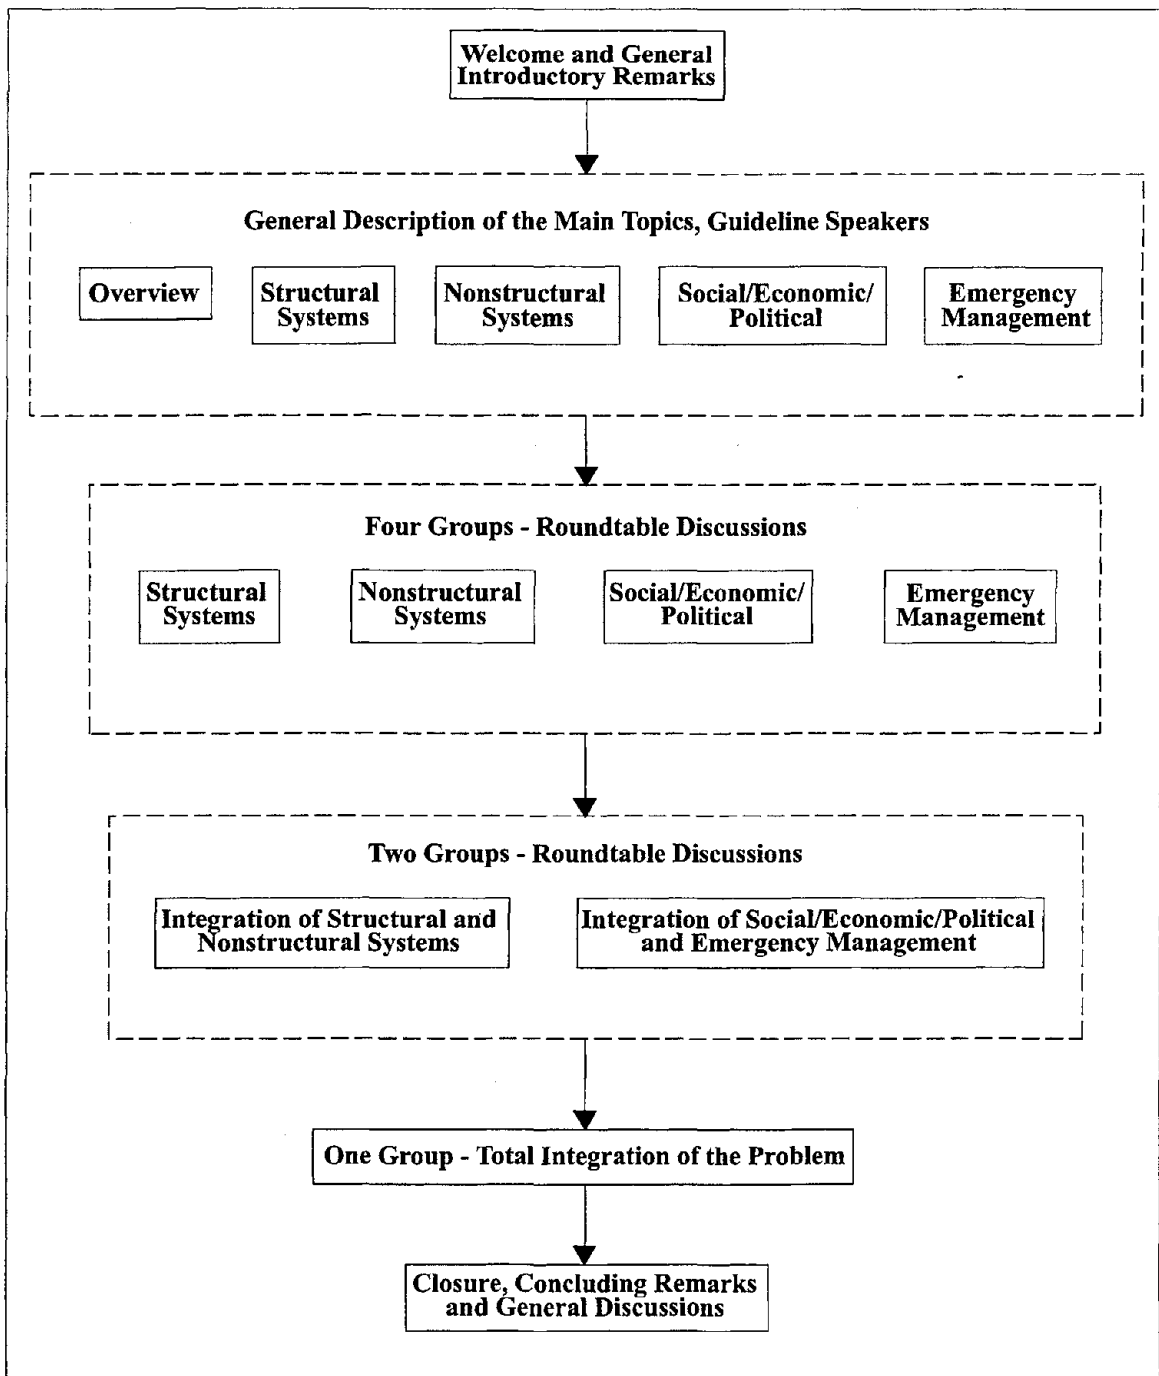 Welcome and General
Introductory Remarks
General Description of the Main Topics, Guideline Speakers
Overview
Structural
Systems
Nonstructural
Systems
Social/Economic/
Political
Emergency
Management
Four Groups - Roundtable Discussions
Structural
Systems
Nonstructural
Systems
Social/Economic/
Political
Emergency
Management
Two Groups - Roundtable Discussions
Integration of Structural and
Nonstructural Systems
Integration of Social/Economic/Political
and Emergency Management
One Group - Total Integration of the Problem
Closure, Concluding Remarks
and General Discussions